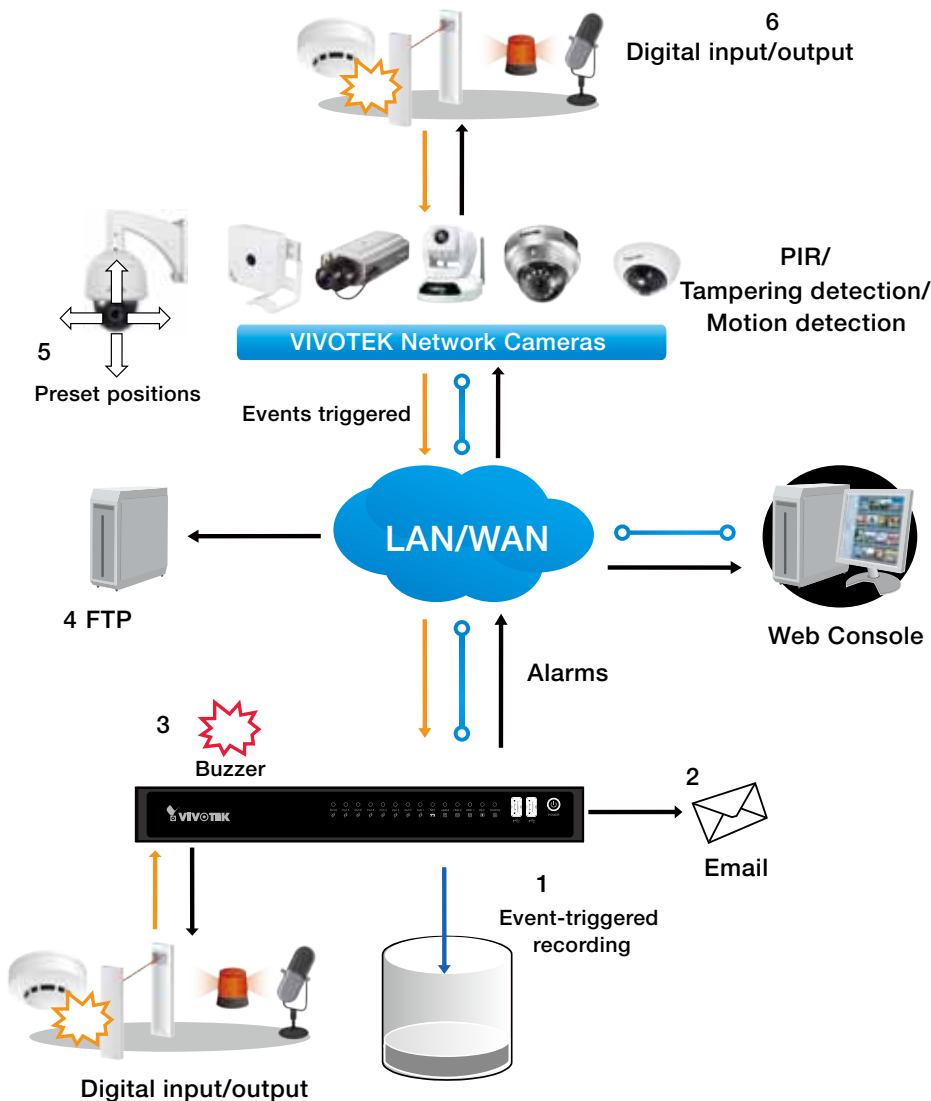 6
Digital input/output
PIR/
Tampering detection/
Motion detection
VIVOTEK Network Cameras
5
Preset positions
Events triggered
LAN/WAN
4 FTP
Web Console
Alarms
3
Buzzer
VIVOTEK
POWER
2
Email
1
Event-triggered
recording
Digital input/output